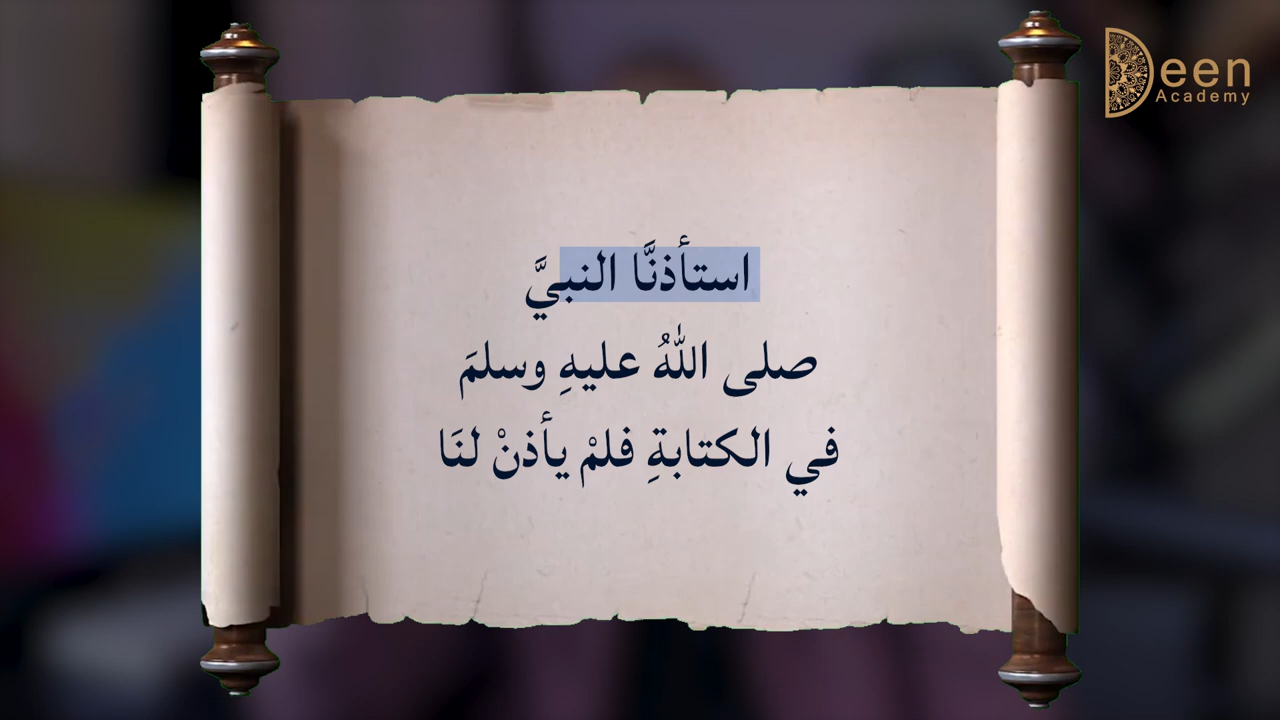 Deen
Academy
استأذنَّا النبيَّ
صلى اللهُ عليهِ وسلمَ
في الكتابةِ فلمْ يأذنْ لنَا